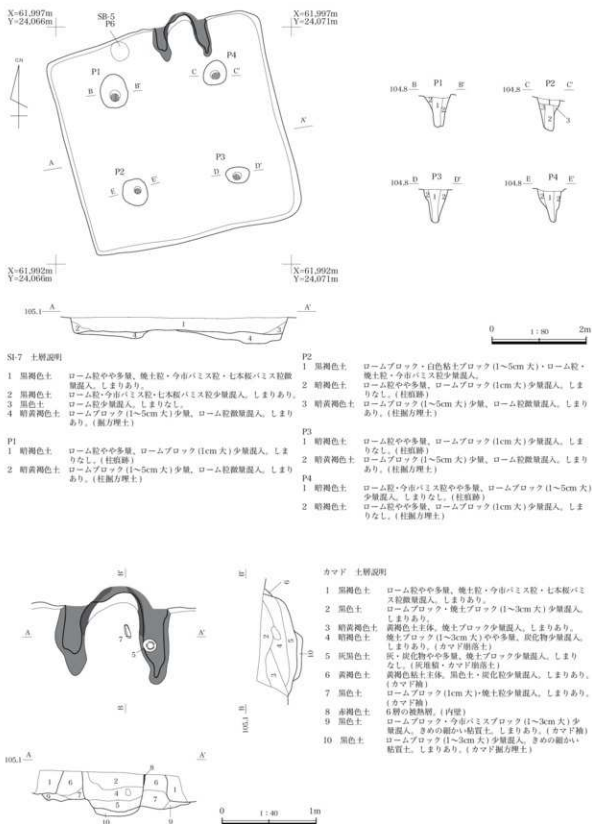 X=61,997m
Y=24,066m
SB-5
P6
X=61,997m
Y=24,071m
G.N.
P1
B
B'
P4
C
C'
A
A'
P2
E
E'
P3
D
D'
X=61,992m
Y=24,066m
X=61,992m
Y=24,071m
104.8
B
P1
B'
2
1
2
104.8
C
P2
C'
3
1
2
3
104.8
D
P3
D'
2
1
2
104.8
E
P4
E'
2
1
2
105.1
A
A'
2
4
1
4
3
0
1:80
2m
SI-7 土層説明
1 黒褐色土 ローム粒やや多量、焼土粒・今市パミス粒・七本桜パミス粒微
量混入。しまりあり。
2 黒褐色土 ローム粒・今市パミス粒・七本桜パミス粒少量混入。しまりあり。
3 黒色土 ローム粒少量混入。しまりなし。
4 暗黄褐色土 ロームブロック(1〜5cm大)少量、ローム粒微量混入。しまり
あり。(掘方埋土)
P1
1 暗褐色土 ローム粒やや多量、ロームブロック(1cm大)少量混入。しま
りなし。(柱痕跡)
2 暗黄褐色土 ロームブロック(1〜5cm大)少量、ローム粒微量混入。しまり
あり。(柱掘方埋土)
P2
1 黒褐色土 ロームブロック・白色粘土ブロック(1〜5cm大)・ローム粒・
焼土粒・今市パミス粒少量混入。
2 暗褐色土 ローム粒やや多量、ロームブロック(1cm大)少量混入。しま
りなし。(柱痕跡)
3 暗黄褐色土 ロームブロック(1〜5cm大)少量、ローム粒微量混入。しまり
あり。(柱掘方埋土)
P3
1 暗褐色土 ローム粒やや多量、ロームブロック(1cm大)少量混入。しま
りなし。(柱痕跡)
2 暗黄褐色土 ロームブロック(1〜5cm大)少量、ローム粒微量混入。しまり
あり。(柱掘方埋土)
P4
1 暗褐色土 ローム粒・今市パミス粒少量、ロームブロック(1〜5cm大)
少量混入。しまりなし。(柱痕跡)
2 暗褐色土 ローム粒やや多量、ロームブロック(1cm大)少量混入。しま
りなし。(柱掘方埋土)
B'
A
A'
7
5
B
B'
6
2
4
3
5
10
B
105.1
105.1
A
A'
8
1
6
2
6
1
4
9
7
5
7
10
9
0
1:40
1m
カマド 土層説明
1 黒褐色土 ローム粒やや多量、焼土粒・今市パミス粒・七本桜パミ
ス粒微量混入。しまりあり。
2 黒色土 ロームブロック・焼土ブロック(1〜3cm大)少量混入。
しまりあり。
3 暗黄褐色土 黄褐色土主体、焼土ブロック少量混入。しまりあり。
4 暗褐色土 焼土ブロック(1〜3cm大)やや多量、炭化物少量混入。
しまりあり。(カマド崩落土)
5 灰黒色土 灰・炭化物やや多量、焼土ブロック少量混入。しまり
なし。(灰堆積・カマド崩落土)
6 黄褐色土 黄褐色粘土主体、黒色土・炭化粒少量混入。しまりあり。
(カマド袖)
7 黒色土 ロームブロック(1cm大)・焼土粒少量混入。しまりあり。
(カマド袖)
8 赤褐色土 6層の被熱層。(内壁)
9 黒色土 ロームブロック・今市パミスブロック(1〜3cm大)少
量混入。きめの細かい粘質土。しまりあり。(カマド袖)
10 黒色土 ロームブロック(1〜3cm大)少量混入。きめの細かい
粘質土。しまりあり。(カマド掘方埋土)